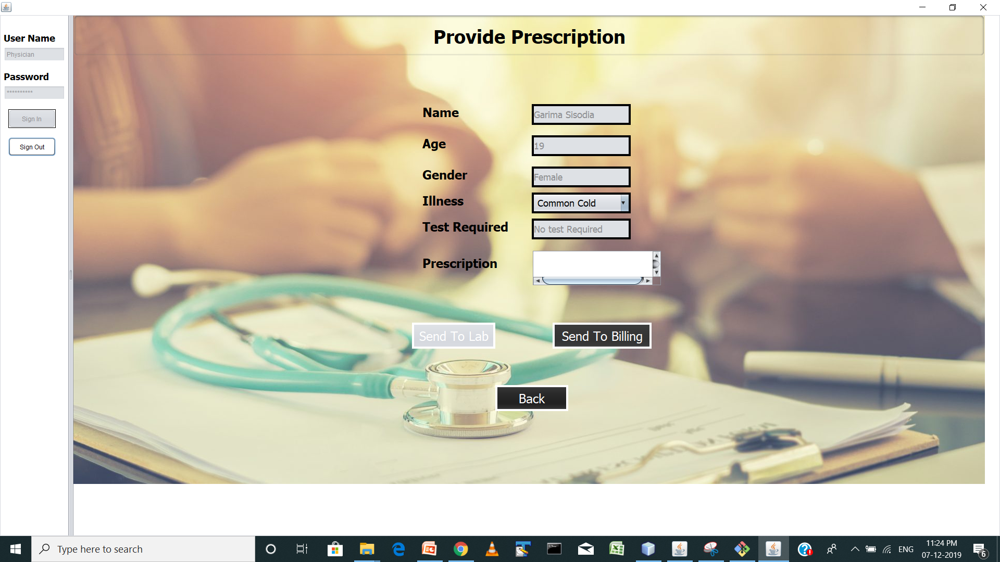 Provide Prescription
User Name
Physician
Password
**********
Sign In
Sign Out
Name
Garima Sisodia
Age
19
Gender
Female
Illness
Common Cold
Test Required
No test Required
Prescription
Send To Lab
Send To Billing
Back
Type here to search
ENG
11:24 PM
07-12-2019
6